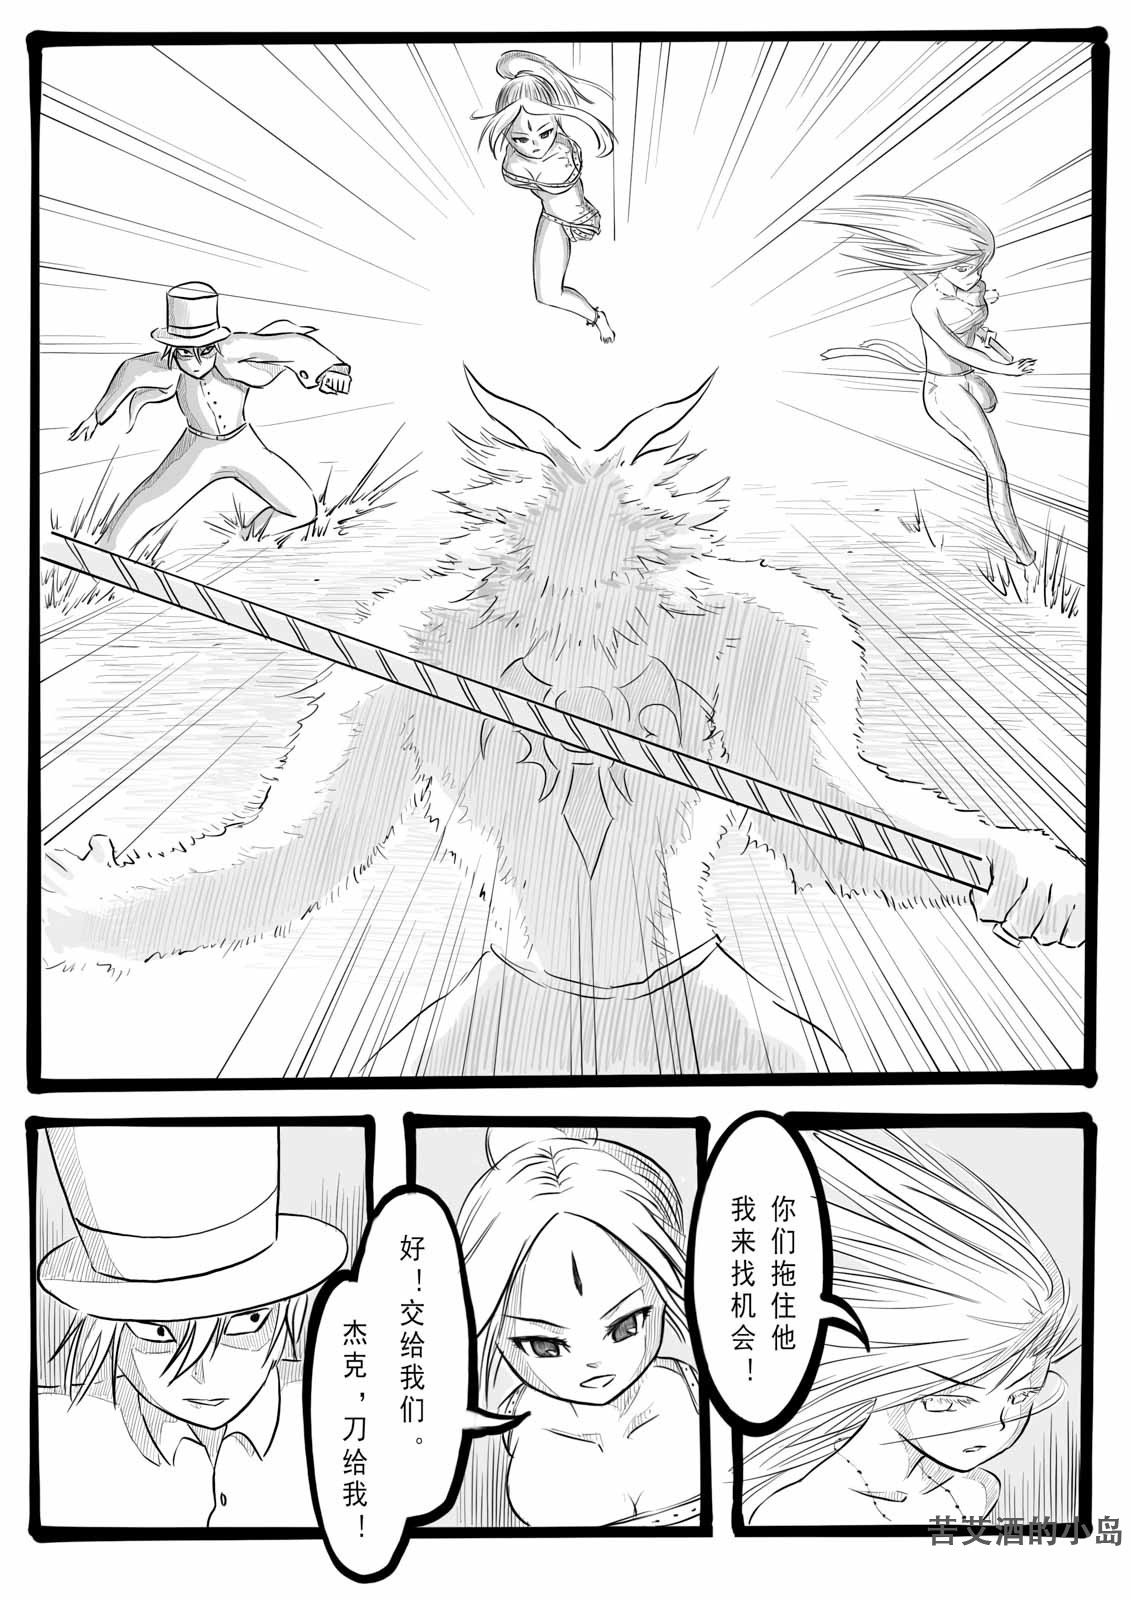 你们拖住他
我来找机会！
好！交给我们。
杰克，刀给我！
苦艾酒的小岛